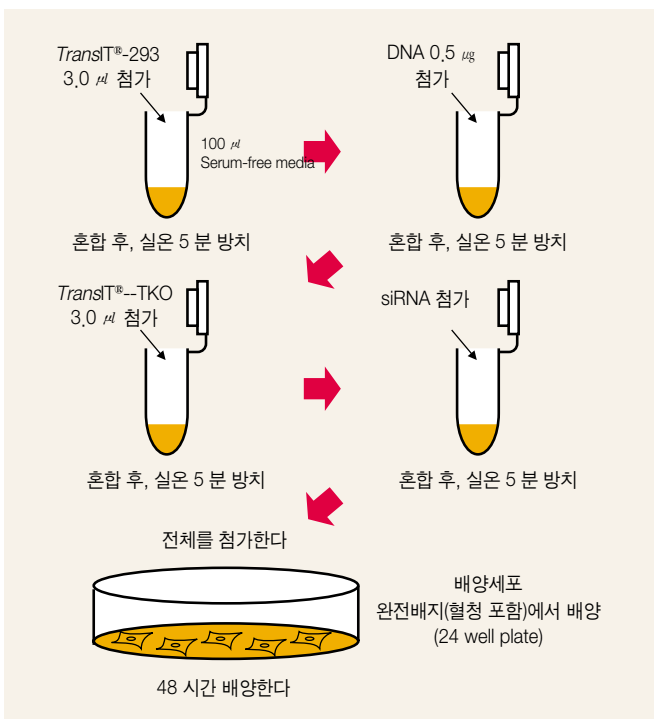 TransIT®-293
3.0 ㎕ 첨가
100 ㎕
Serum-free media
혼합 후, 실온 5 분 방치
DNA 0.5 ㎍
첨가
혼합 후, 실온 5 분 방치
TransIT®--TKO
3.0 ㎕ 첨가
혼합 후, 실온 5 분 방치
siRNA 첨가
혼합 후, 실온 5 분 방치
전체를 첨가한다
배양세포
완전배지(혈청 포함)에서 배양
(24 well plate)
48 시간 배양한다